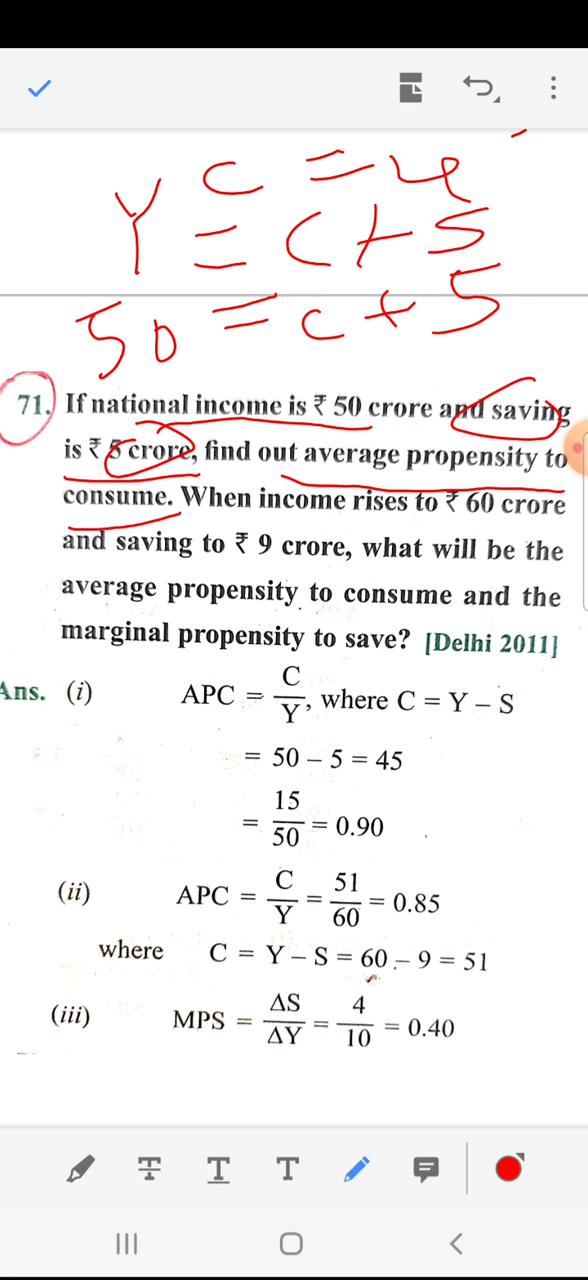 C = 4
Y = C + S
50 = C + 5
71. If national income is ₹ 50 crore and saving
is ₹ 5 crore, find out average propensity to
consume. When income rises to ₹ 60 crore
and saving to ₹ 9 crore, what will be the
average propensity to consume and the
marginal propensity to save? [Delhi 2011]
Ans. (i) APC = C/Y, where C = Y – S
= 50 – 5 = 45
= 15/50 = 0.90
(ii) APC = C/Y = 51/60 = 0.85
where C = Y – S = 60 – 9 = 51
(iii) MPS = ΔS/ΔY = 4/10 = 0.40
T T T